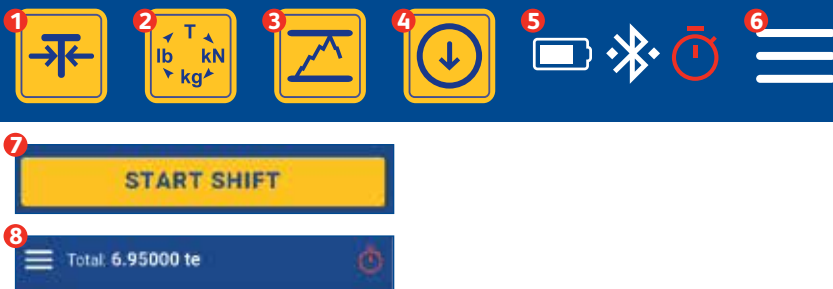 1 2 3 4 5 6
T
T
lb kN
kg
7
START SHIFT
8
Total: 6.95000 te